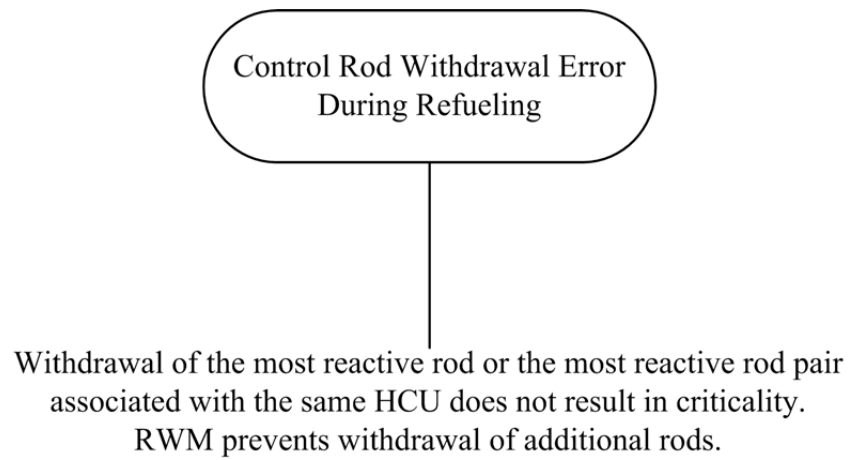 Control Rod Withdrawal Error
During Refueling
Withdrawal of the most reactive rod or the most reactive rod pair
associated with the same HCU does not result in criticality.
RWM prevents withdrawal of additional rods.